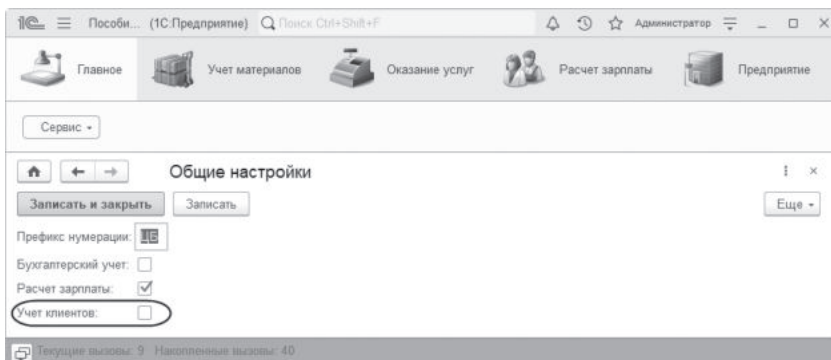 1С Пособи... (1С:Предприятие) Поиск Ctrl+Shift+F Администратор
Главное Учет материалов Оказание услуг Расчет зарплаты Предприятие
Сервис
Общие настройки
Записать и закрыть Записать Еще
Префикс нумерации: ЦБ
Бухгалтерский учет:
Расчет зарплаты:
Учет клиентов:
Текущие вызовы: 9 Накопленные вызовы: 40